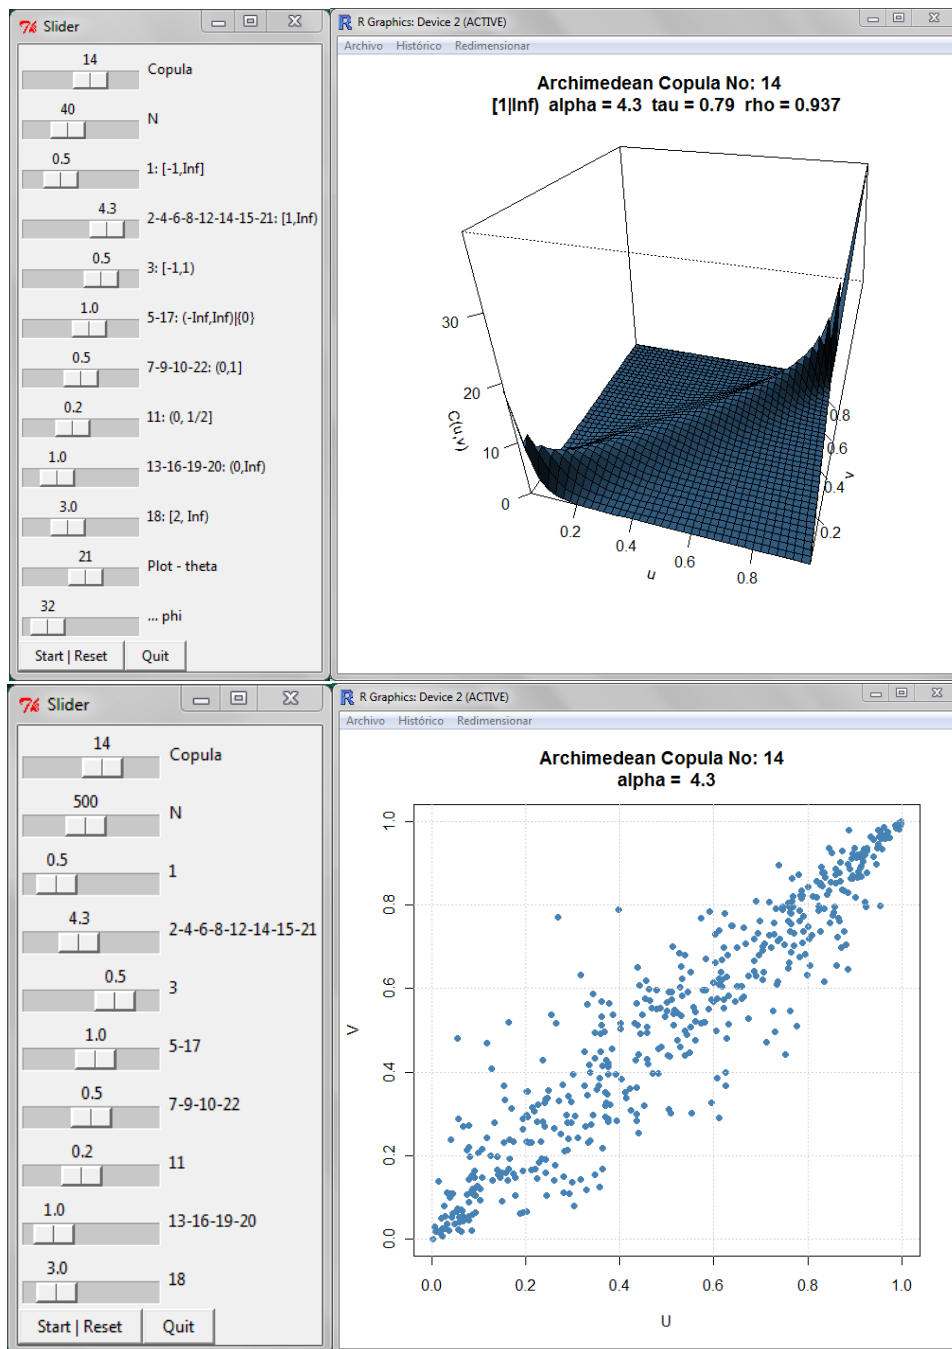 Slider
14
Copula
40
N
0.5
1: [-1,Inf]
4.3
2-4-6-8-12-14-15-21: [1,Inf)
0.5
3: [-1,1)
1.0
5-17: (-Inf,Inf)|{0}
0.5
7-9-10-22: (0,1]
0.2
11: (0, 1/2]
1.0
13-16-19-20: (0,Inf)
3.0
18: [2, Inf)
21
Plot - theta
32
... phi
Start | Reset
Quit
R Graphics: Device 2 (ACTIVE)
Archivo Histórico Redimensionar
Archimedean Copula No: 14
[1|Inf) alpha = 4.3 tau = 0.79 rho = 0.937
30
20
10
0
C(u,v)
0.2
0.4
0.6
0.8
u
0.2
0.4
0.6
0.8
v
Slider
14
Copula
500
N
0.5
1
4.3
2-4-6-8-12-14-15-21
0.5
3
1.0
5-17
0.5
7-9-10-22
0.2
11
1.0
13-16-19-20
3.0
18
Start | Reset
Quit
R Graphics: Device 2 (ACTIVE)
Archivo Histórico Redimensionar
Archimedean Copula No: 14
alpha = 4.3
1.0
0.8
0.6
0.4
0.2
0.0
V
0.0 0.2 0.4 0.6 0.8 1.0
U